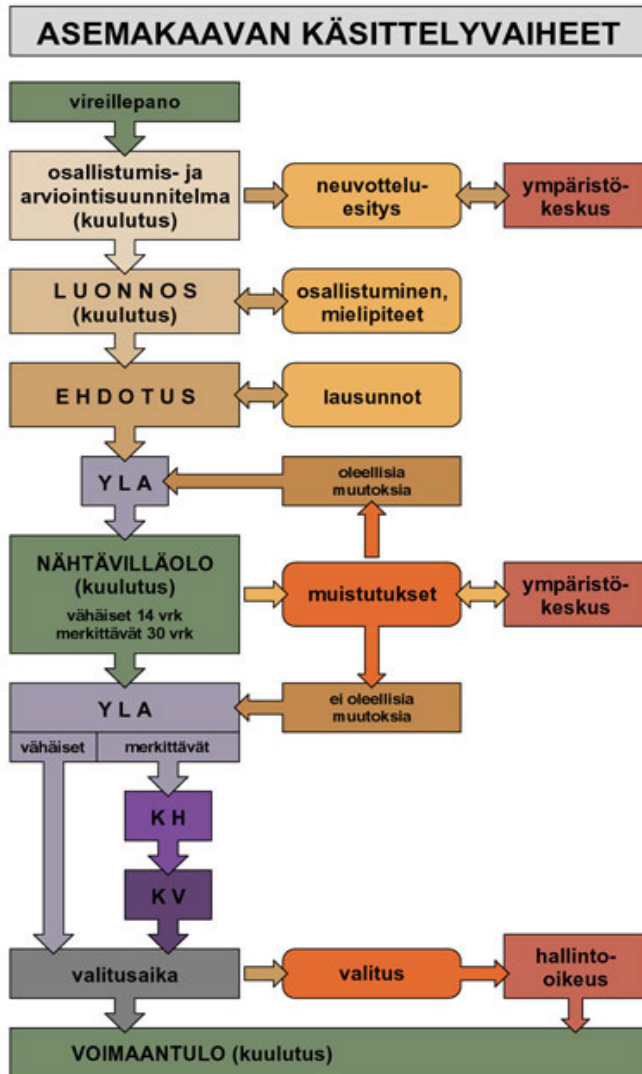 ASEMAKAAVAN KÄSITTELYVAIHEET
vireillepano
osallistumis- ja
arviointisuunnitelma
(kuulutus)
neuvottelu-
esitys
ympäristö-
keskus
LUONNOS
(kuulutus)
osallistuminen,
mielipiteet
EHDOTUS
lausunnot
YLA
oleellisia
muutoksia
NÄHTÄVILLÄOLO
(kuulutus)
vähäiset 14 vrk
merkittävät 30 vrk
muistutukset
ympäristö-
keskus
YLA
ei oleellisia
muutoksia
vähäiset
merkittävät
KH
KV
valitusaika
valitus
hallinto-
oikeus
VOIMAANTULO (kuulutus)